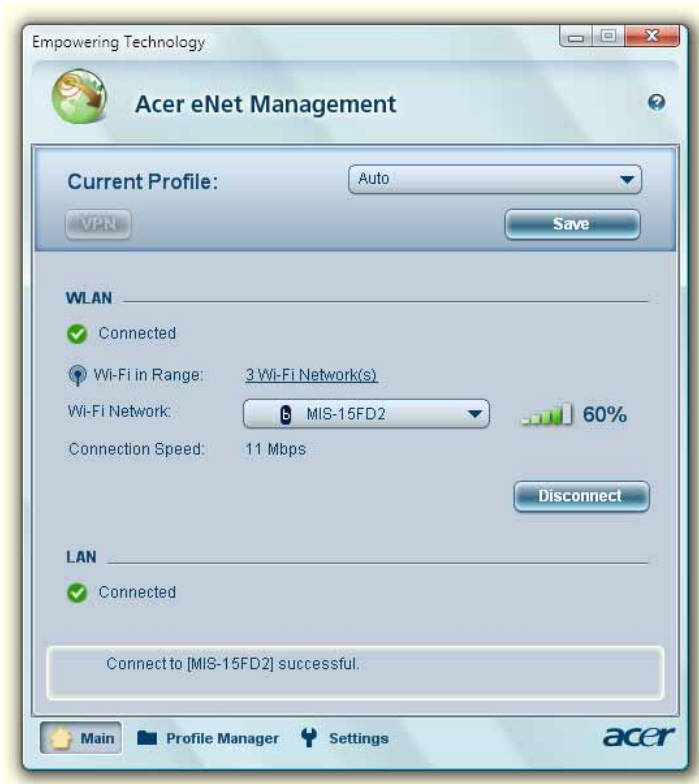 Empowering Technology
Acer eNet Management
Current Profile: Auto
VPN Save
WLAN
Connected
Wi-Fi in Range: 3 Wi-Fi Network(s)
Wi-Fi Network: b MIS-15FD2 60%
Connection Speed: 11 Mbps
Disconnect
LAN
Connected
Connect to [MIS-15FD2] successful.
Main Profile Manager Settings acer